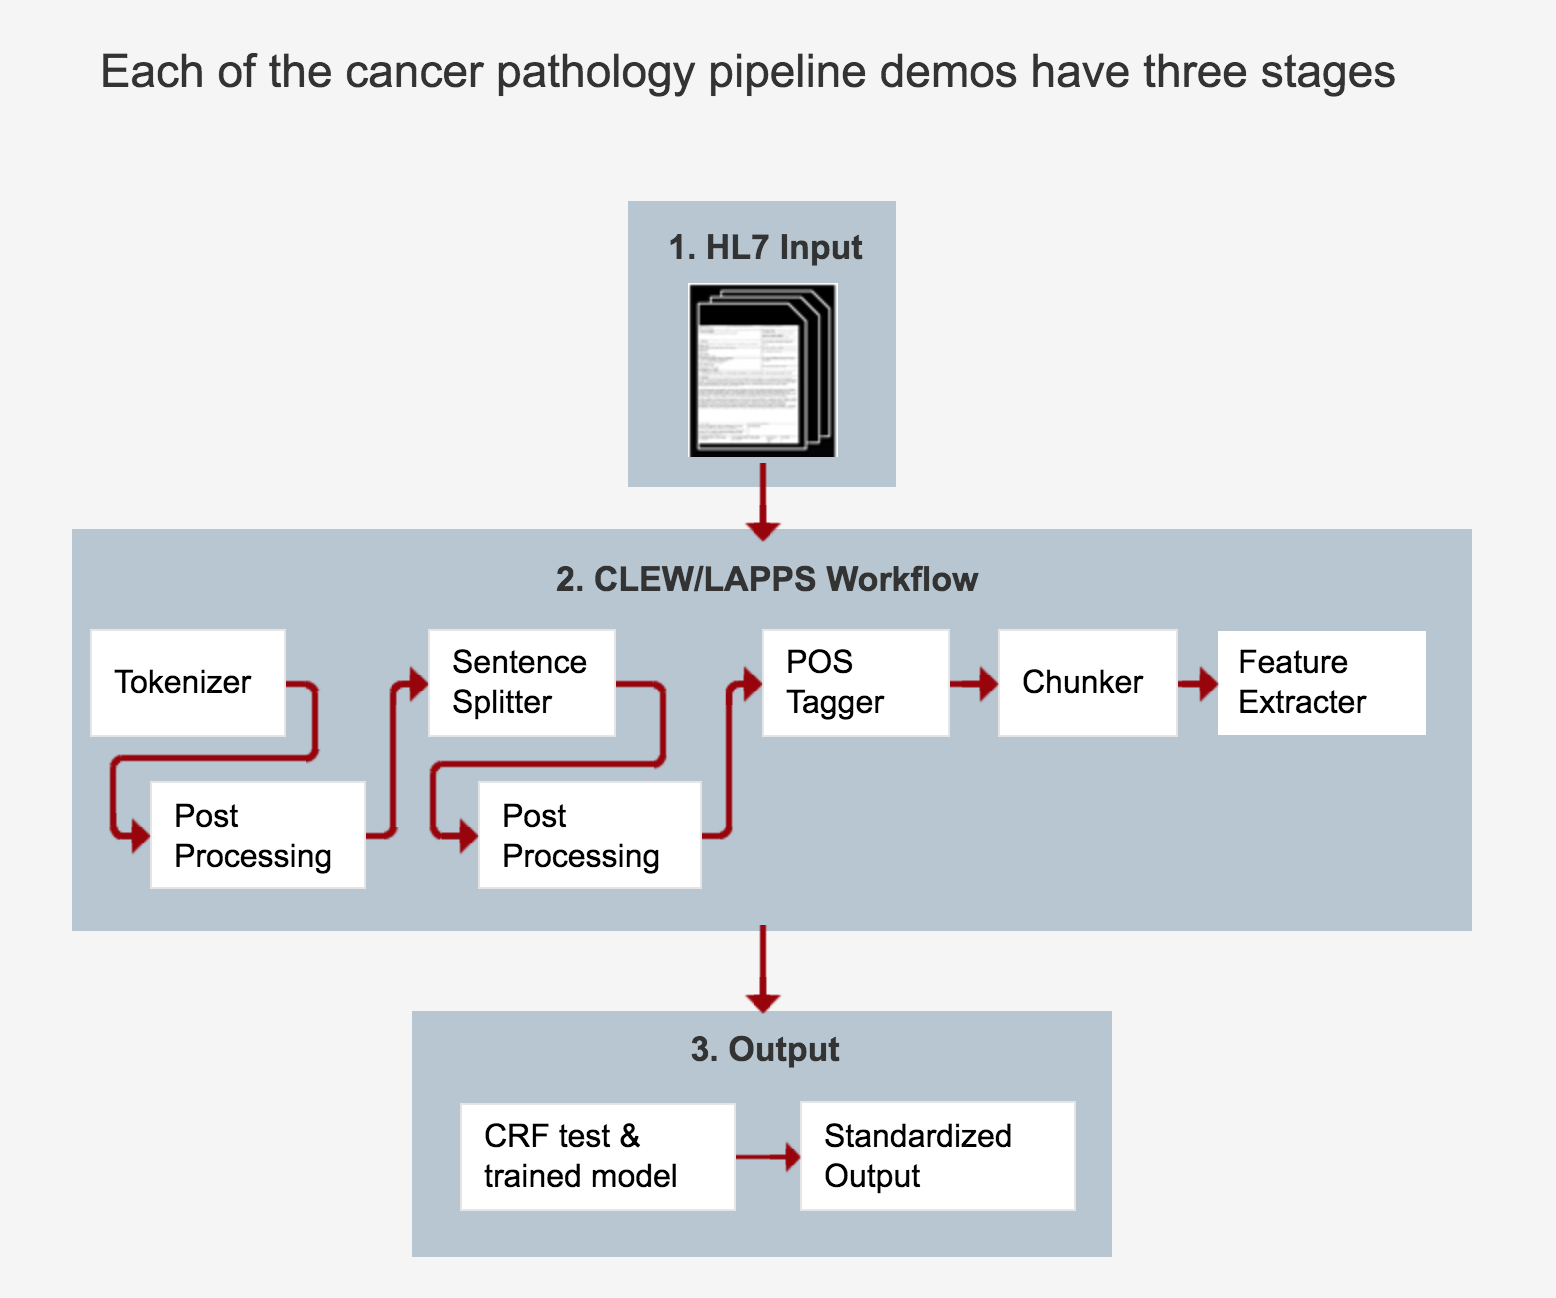 Each of the cancer pathology pipeline demos have three stages
1. HL7 Input
2. CLEW/LAPPS Workflow
Tokenizer
Post
Processing
Sentence
Splitter
Post
Processing
POS
Tagger
Chunker
Feature
Extracter
3. Output
CRF test &
trained model
Standardized
Output